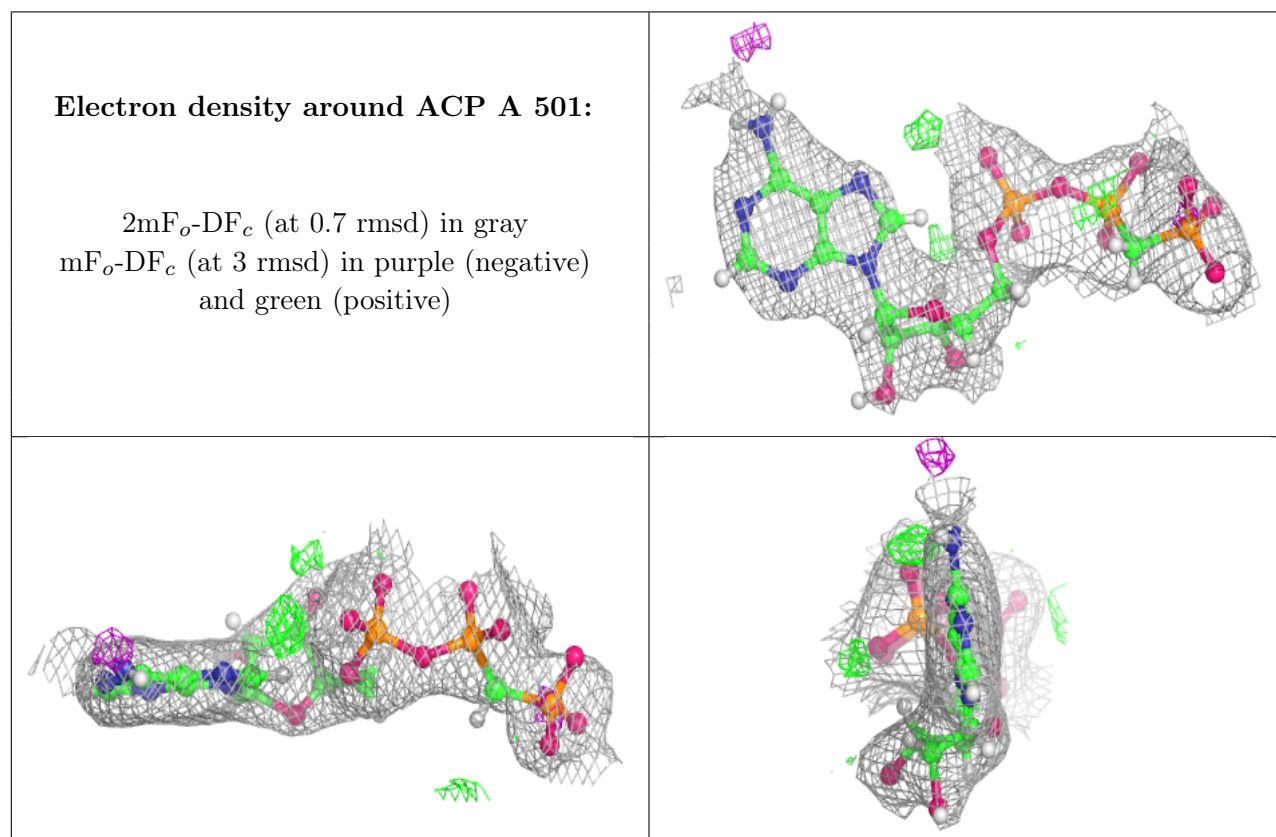 Electron density around ACP A 501:
2mFo-DFc (at 0.7 rmsd) in gray
mFo-DFc (at 3 rmsd) in purple (negative)
and green (positive)